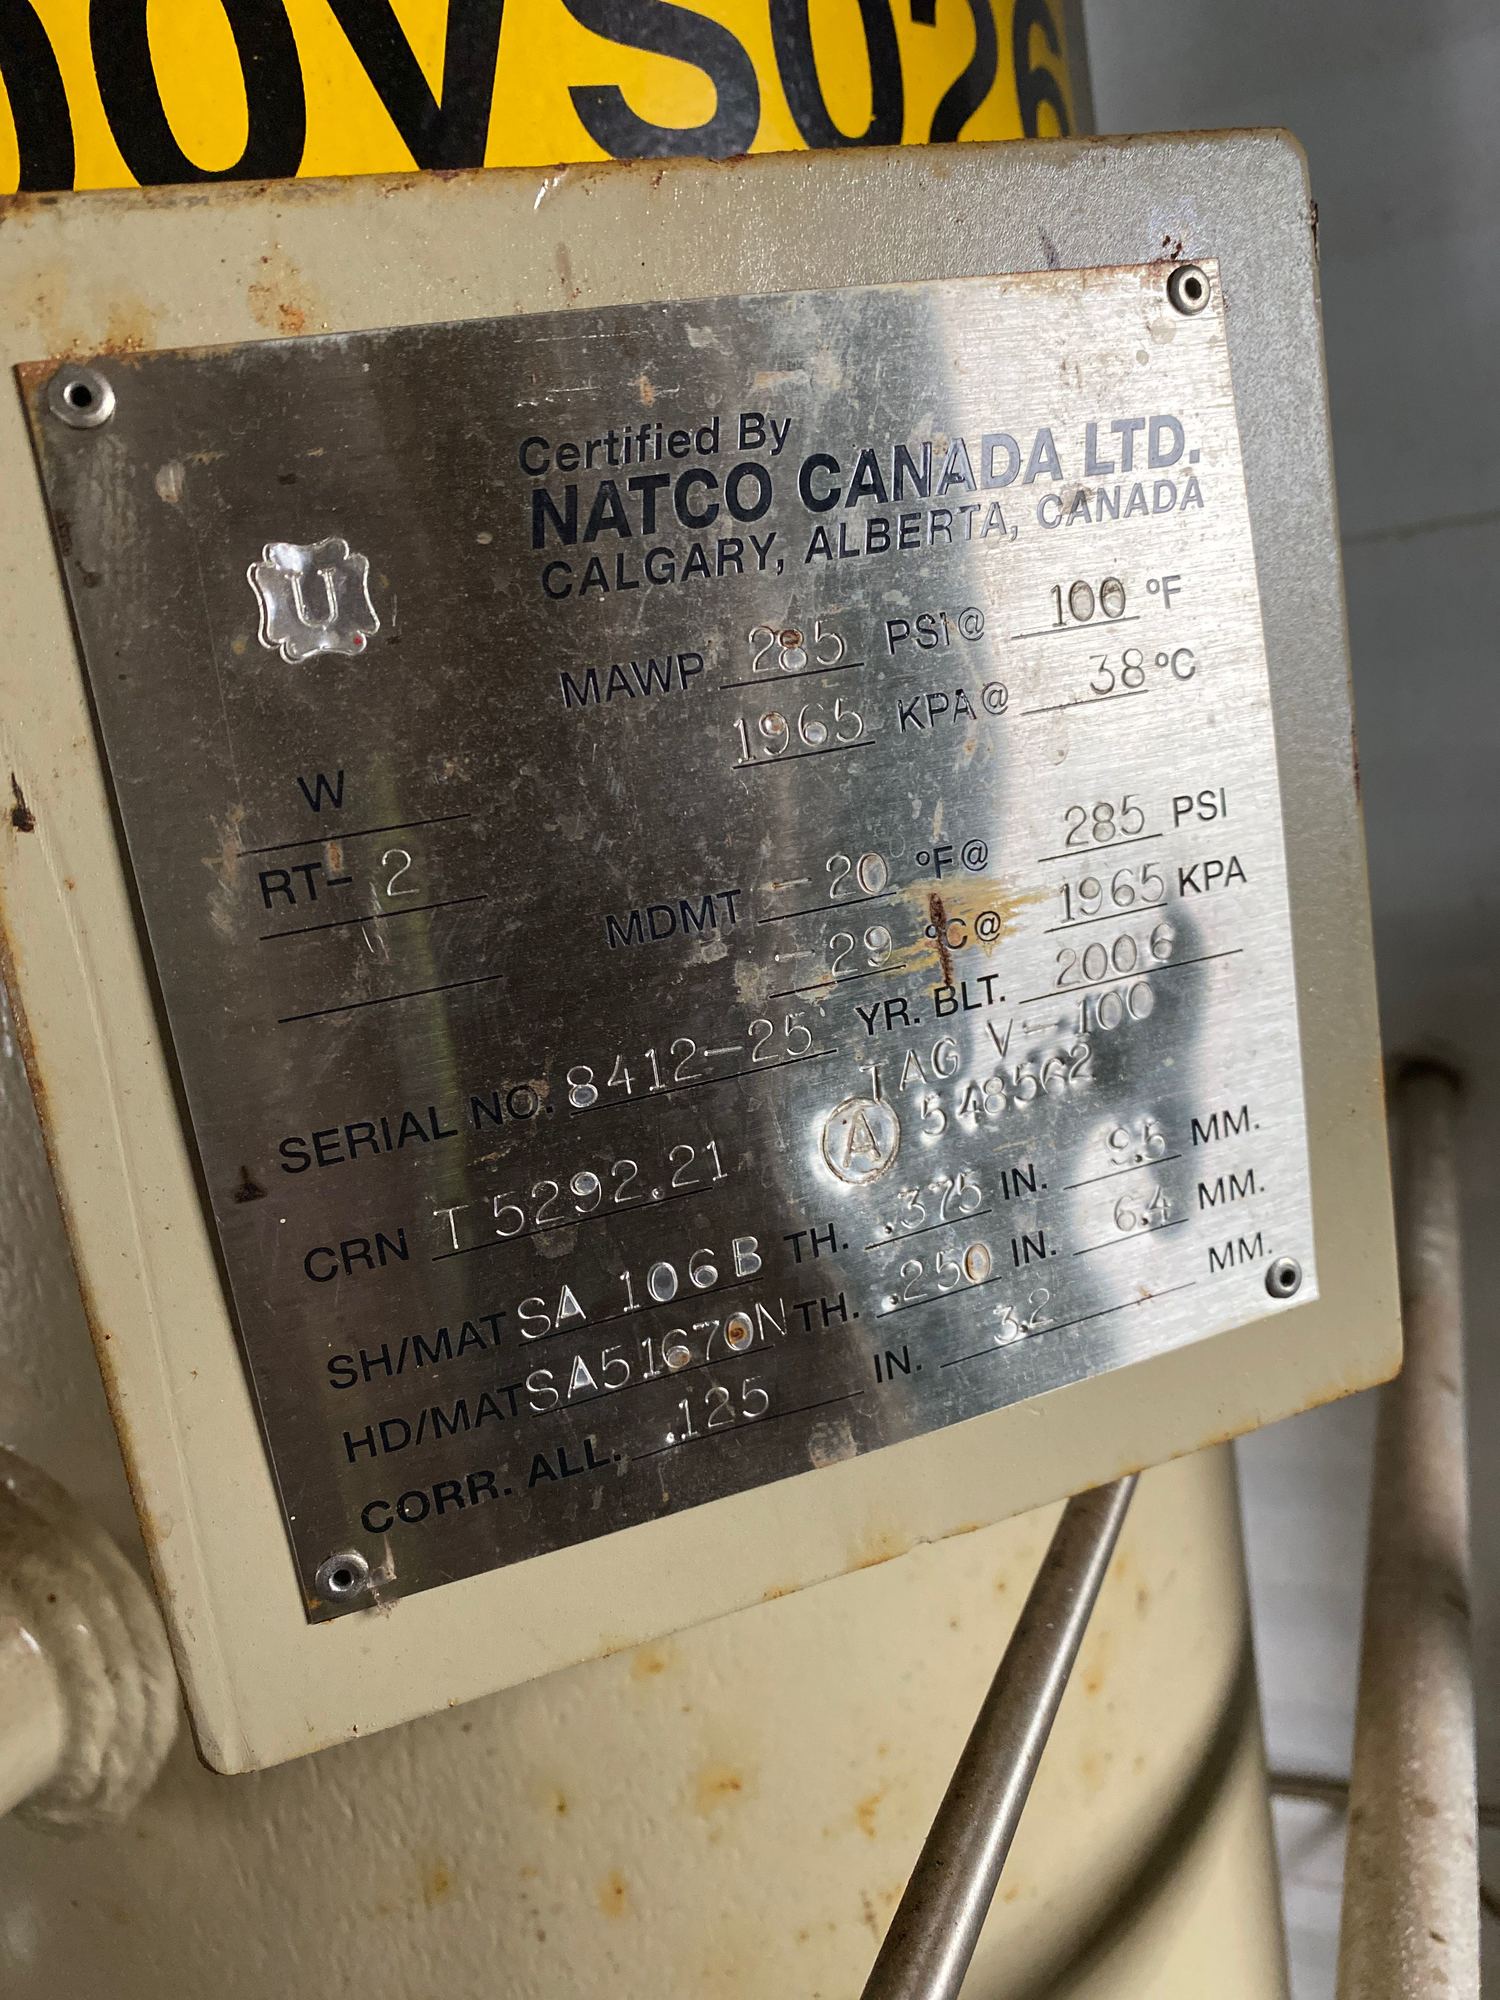 00VS026
Certified By
NATCO CANADA LTD.
CALGARY, ALBERTA, CANADA
U
MAWP 285 PSI@ 100 °F
1965 KPA@ 38 °C
W
RT- 2
MDMT -20 °F@ 285 PSI
-29 °C@ 1965 KPA
SERIAL NO. 8412-25 YR. BLT. 2006
TAG V-100
CRN T 5292.21 A 548562
SH/MAT SA 106 B TH. .375 IN. 9.5 MM.
HD/MAT SA51670N TH. .250 IN. 6.4 MM.
CORR. ALL. .125 IN. 3.2 MM.